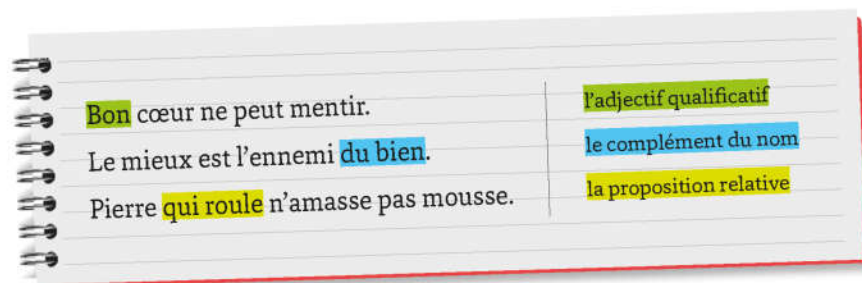 Bon cœur ne peut mentir.
Le mieux est l'ennemi du bien.
Pierre qui roule n'amasse pas mousse.
l'adjectif qualificatif
le complément du nom
la proposition relative